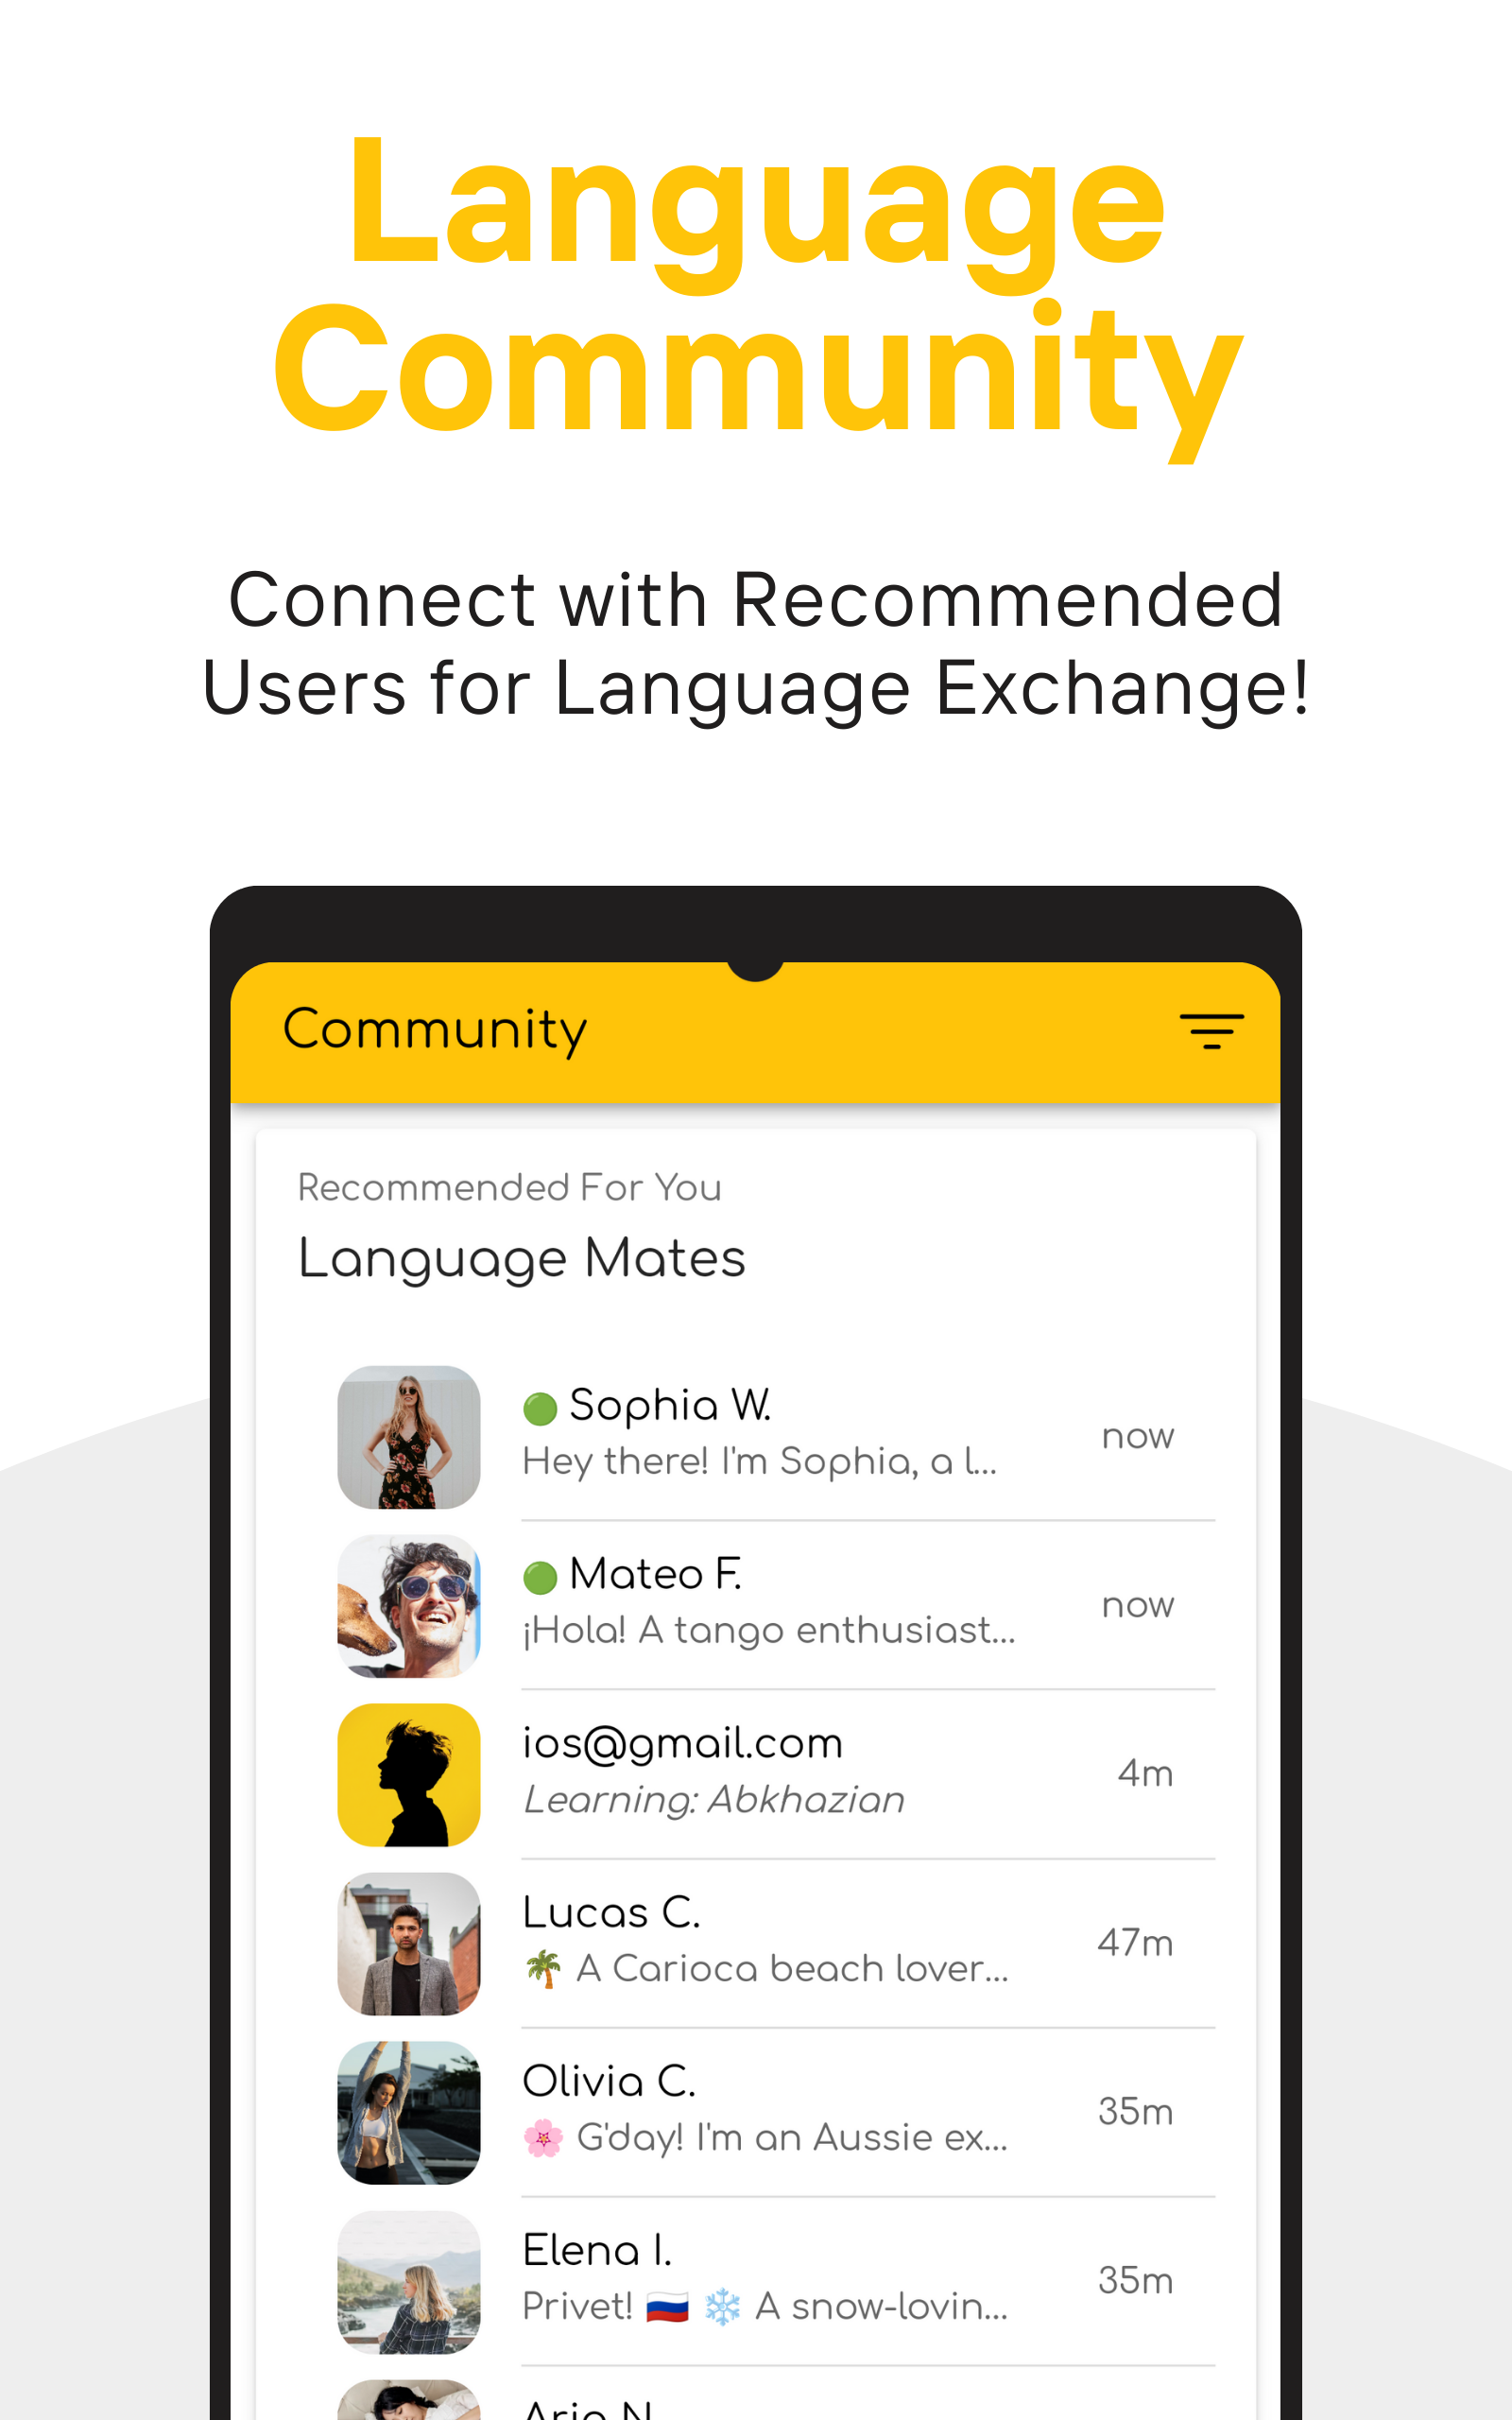 Language
Community
Connect with Recommended
Users for Language Exchange!
Community
Recommended For You
Language Mates
🟢 Sophia W.
Hey there! I'm Sophia, a l...
now
🟢 Mateo F.
¡Hola! A tango enthusiast...
now
ios@gmail.com
Learning: Abkhazian
4m
Lucas C.
🌴 A Carioca beach lover...
47m
Olivia C.
🌸 G'day! I'm an Aussie ex...
35m
Elena I.
Privet! 🇷🇺 ❄️ A snow-lovin...
35m